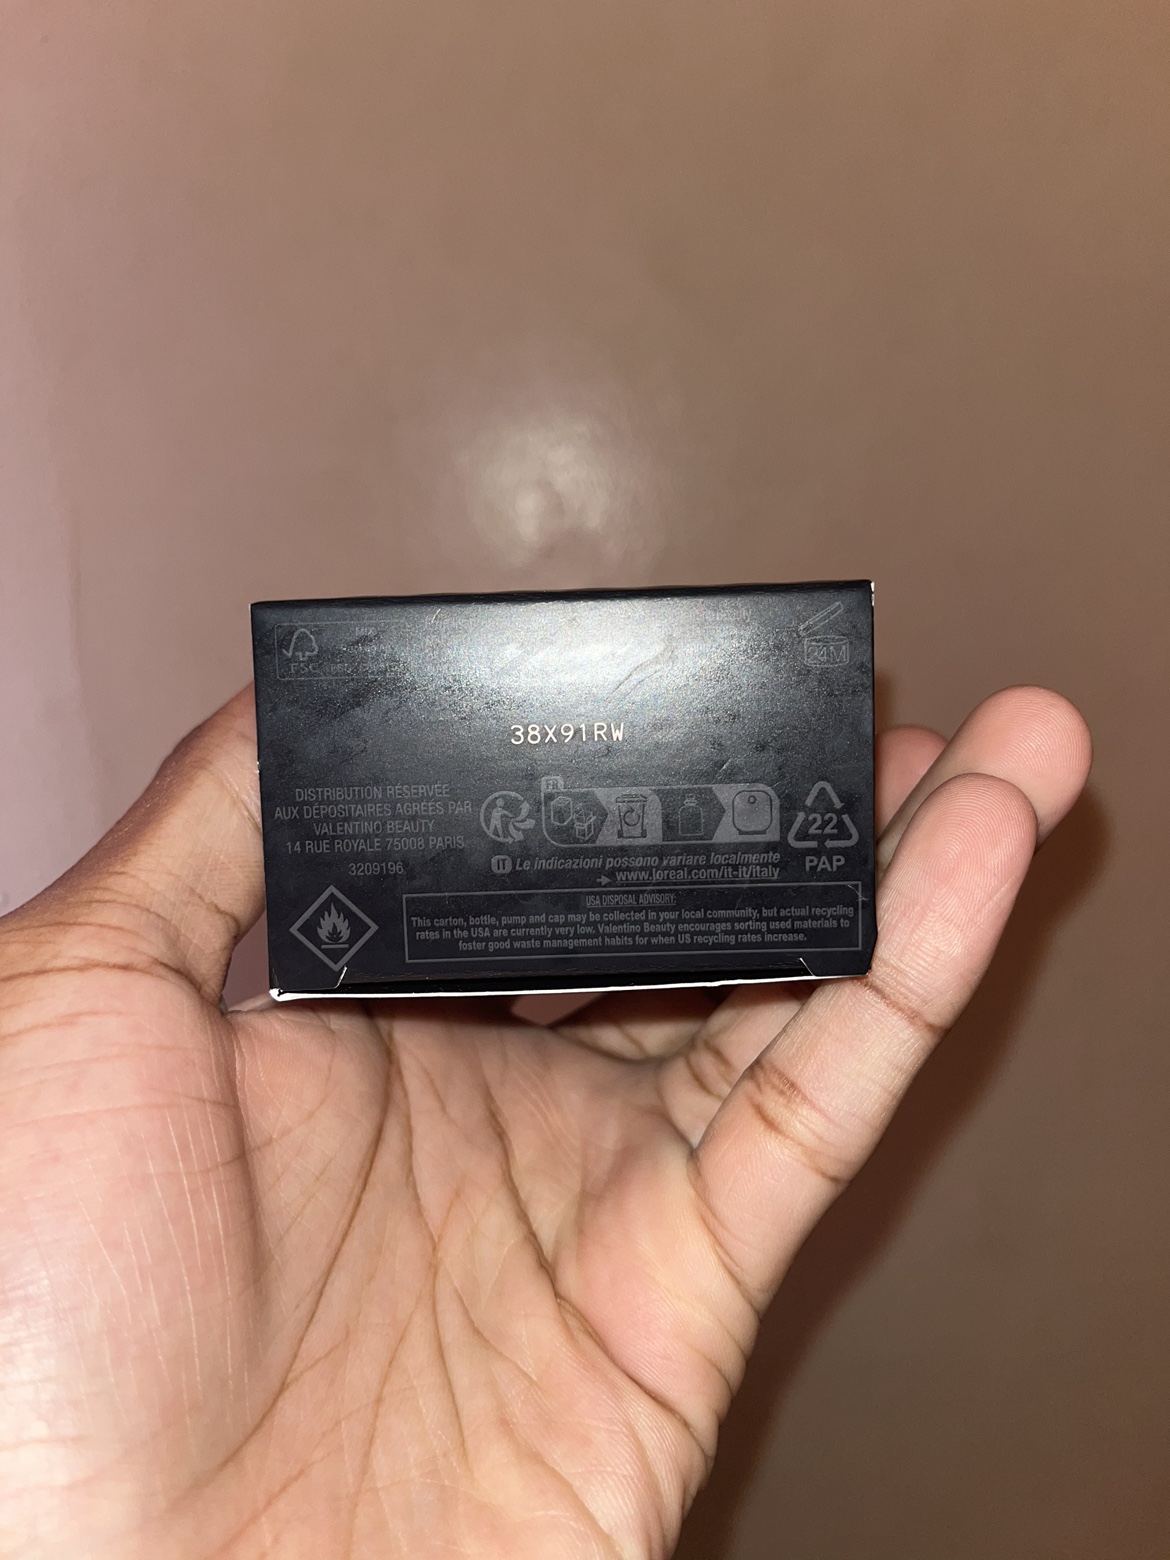 FSC
24M
38X91RW
DISTRIBUTION RÉSERVÉE
AUX DÉPOSITAIRES AGRÉÉS PAR
VALENTINO BEAUTY
14 RUE ROYALE 75008 PARIS
3209196
FR
22
PAP
IT Le indicazioni possono variare localmente
www.loreal.com/it-it/italy
USA DISPOSAL ADVISORY:
This carton, bottle, pump and cap may be collected in your local community, but actual recycling
rates in the USA are currently very low. Valentino Beauty encourages sorting used materials to
foster good waste management habits for when US recycling rates increase.